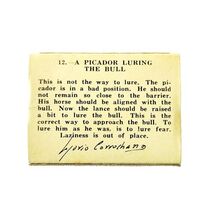 12.—A PICADOR LURING
THE BULL
This is not the way to lure. The pi-
cador is in a bad position. He should
not remain so close to the barrier.
His horse should be aligned with the
bull. Now the lance should be raised
a bit to lure the bull. This is the
correct way to approach the bull. To
lure him as he was, is to lure fear.
Laziness is out of place.